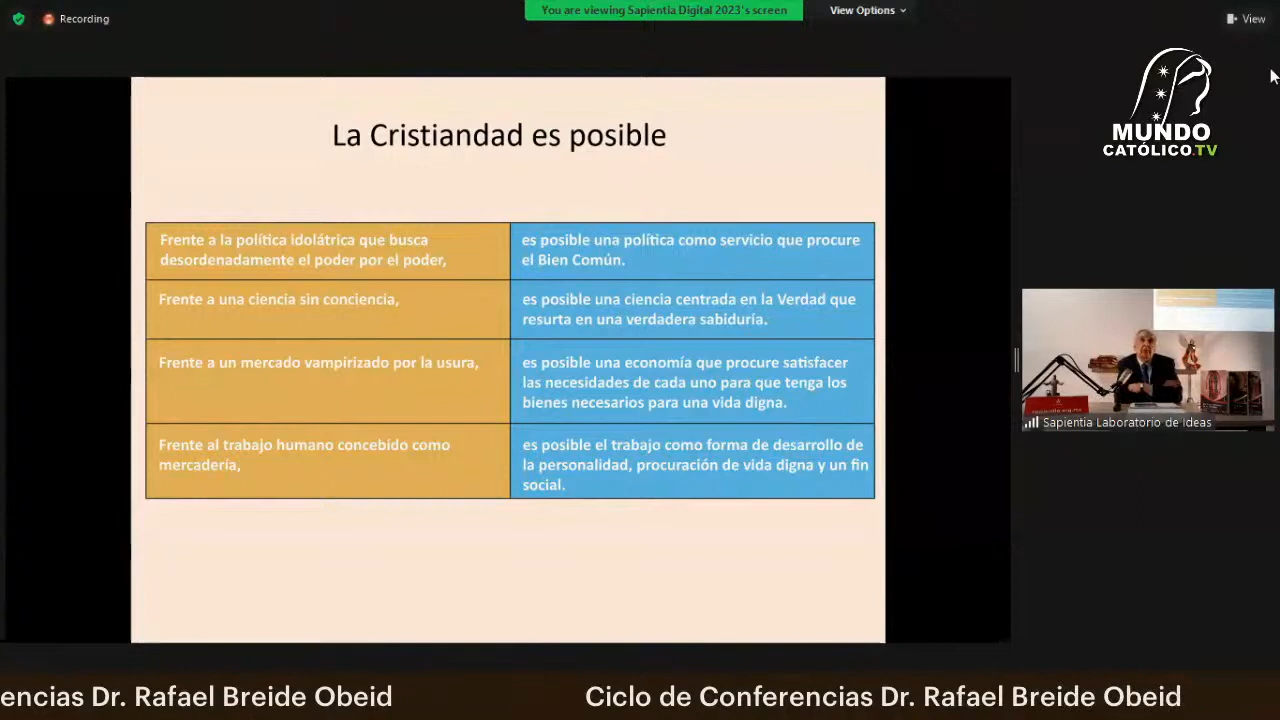 Recording
You are viewing Sapientia Digital 2023's screen
View Options
View
MUNDO
CATÓLICO.TV
La Cristiandad es posible
Frente a la política idolátrica que busca
desordenadamente el poder por el poder,
es posible una política como servicio que procure
el Bien Común.
Frente a una ciencia sin conciencia,
es posible una ciencia centrada en la Verdad que
resurta en una verdadera sabiduría.
Frente a un mercado vampirizado por la usura,
es posible una economía que procure satisfacer
las necesidades de cada uno para que tenga los
bienes necesarios para una vida digna.
Frente al trabajo humano concebido como
mercadería,
es posible el trabajo como forma de desarrollo de
la personalidad, procuración de vida digna y un fin
social.
Sapientia Laboratorio de Ideas
encias Dr. Rafael Breide Obeid
Ciclo de Conferencias Dr. Rafael Breide Obeid